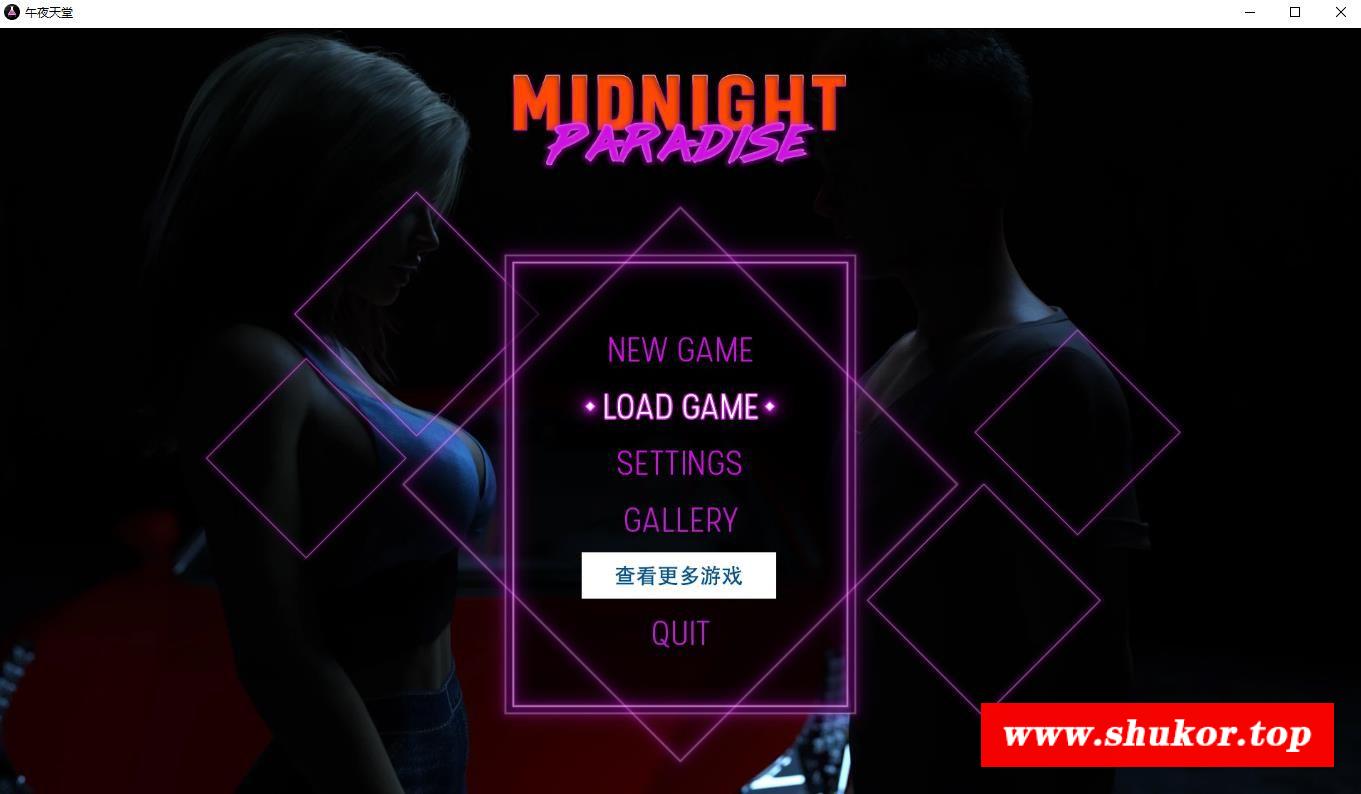 午夜天堂
MIDNIGHT
PARADISE
NEW GAME
LOAD GAME
SETTINGS
GALLERY
查看更多游戏
QUIT
www.shukor.top